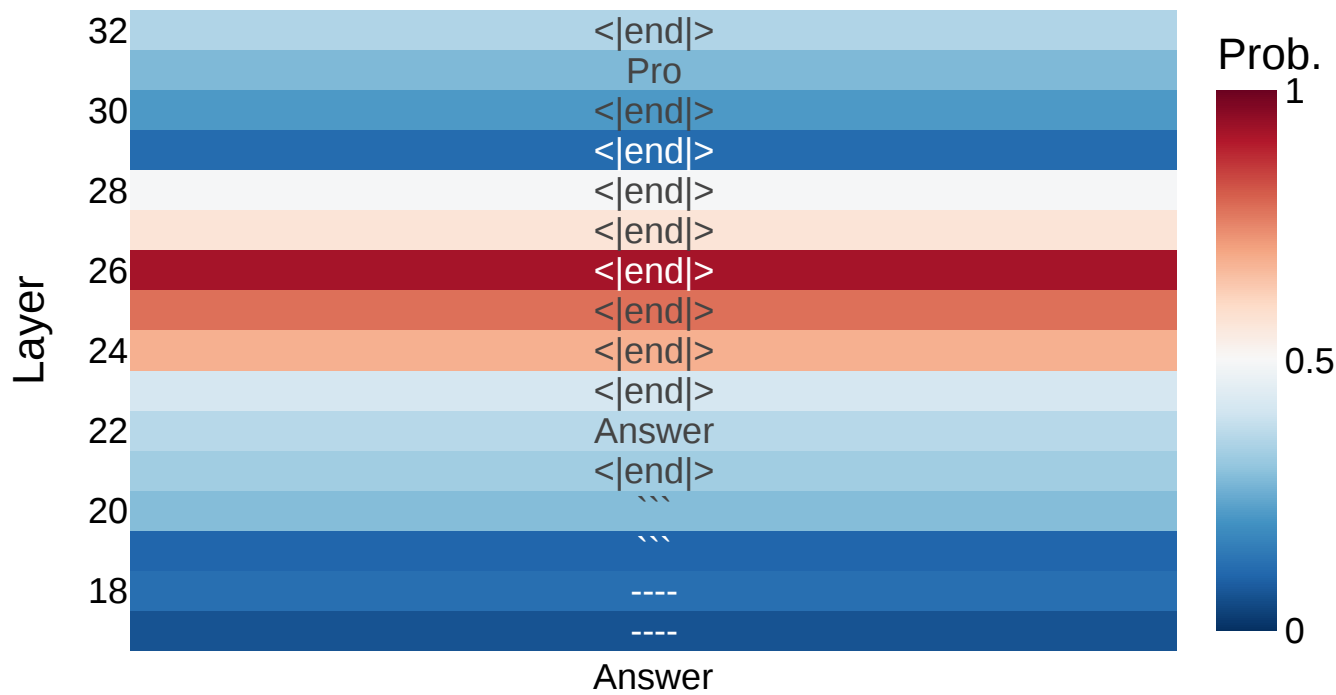 32 <|end|>
Prob.
Pro
1
30 <|end|>
<|end|>
28 <|end|>
<|end|>
26 <|end|>
Layer
<|end|>
24 <|end|>
0.5
<|end|>
22 Answer
<|end|>
20 ```
```
18 ----
----
0
Answer